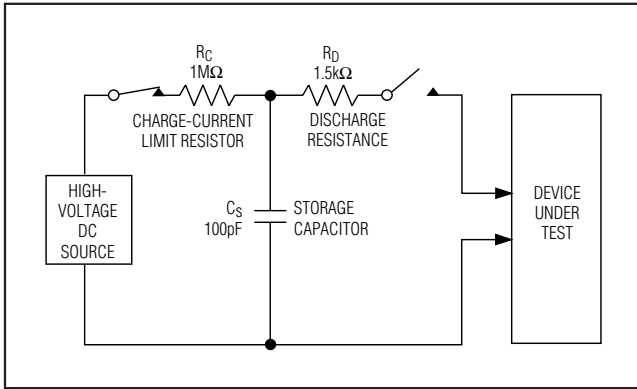 R_C
1MΩ
CHARGE-CURRENT
LIMIT RESISTOR
R_D
1.5kΩ
DISCHARGE
RESISTANCE
HIGH-
VOLTAGE
DC
SOURCE
C_S
100pF
STORAGE
CAPACITOR
DEVICE
UNDER
TEST